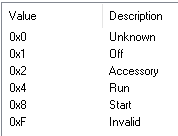 Value Description
0x0 Unknown
0x1 Off
0x2 Accessory
0x4 Run
0x8 Start
0xF Invalid